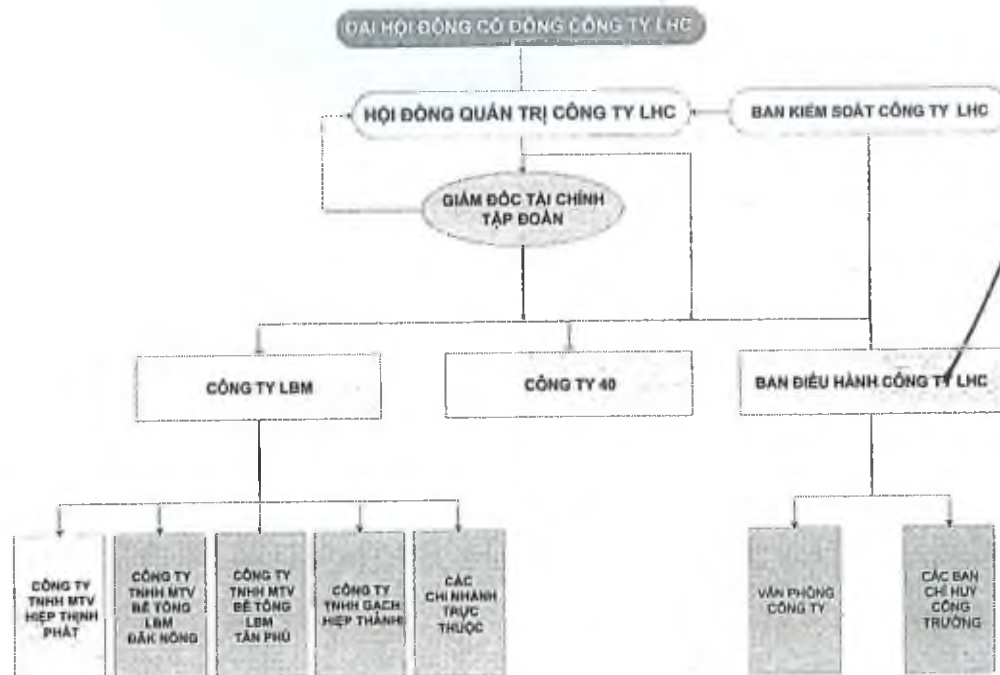 ĐẠI HỘI ĐỒNG CỔ ĐÔNG CÔNG TY LHC
HỘI ĐỒNG QUẢN TRỊ CÔNG TY LHC
BAN KIỂM SOÁT CÔNG TY LHC
GIÁM ĐỐC TÀI CHÍNH
TẬP ĐOÀN
CÔNG TY LBM
CÔNG TY 40
BAN ĐIỀU HÀNH CÔNG TY LHC
CÔNG TY
TNHH MTV
HIỆP THỊNH
PHÁT
CÔNG TY
TNHH MTV
BÊ TÔNG
LBM
ĐĂK NÔNG
CÔNG TY
TNHH MTV
BÊ TÔNG
LBM
TÂN PHÚ
CÔNG TY
TNHH GẠCH
HIỆP THÀNH
CÁC
CHI NHÁNH
TRỰC
THUỘC
VĂN PHÒNG
CÔNG TY
CÁC BAN
CHỈ HUY
CÔNG
TRƯỜNG